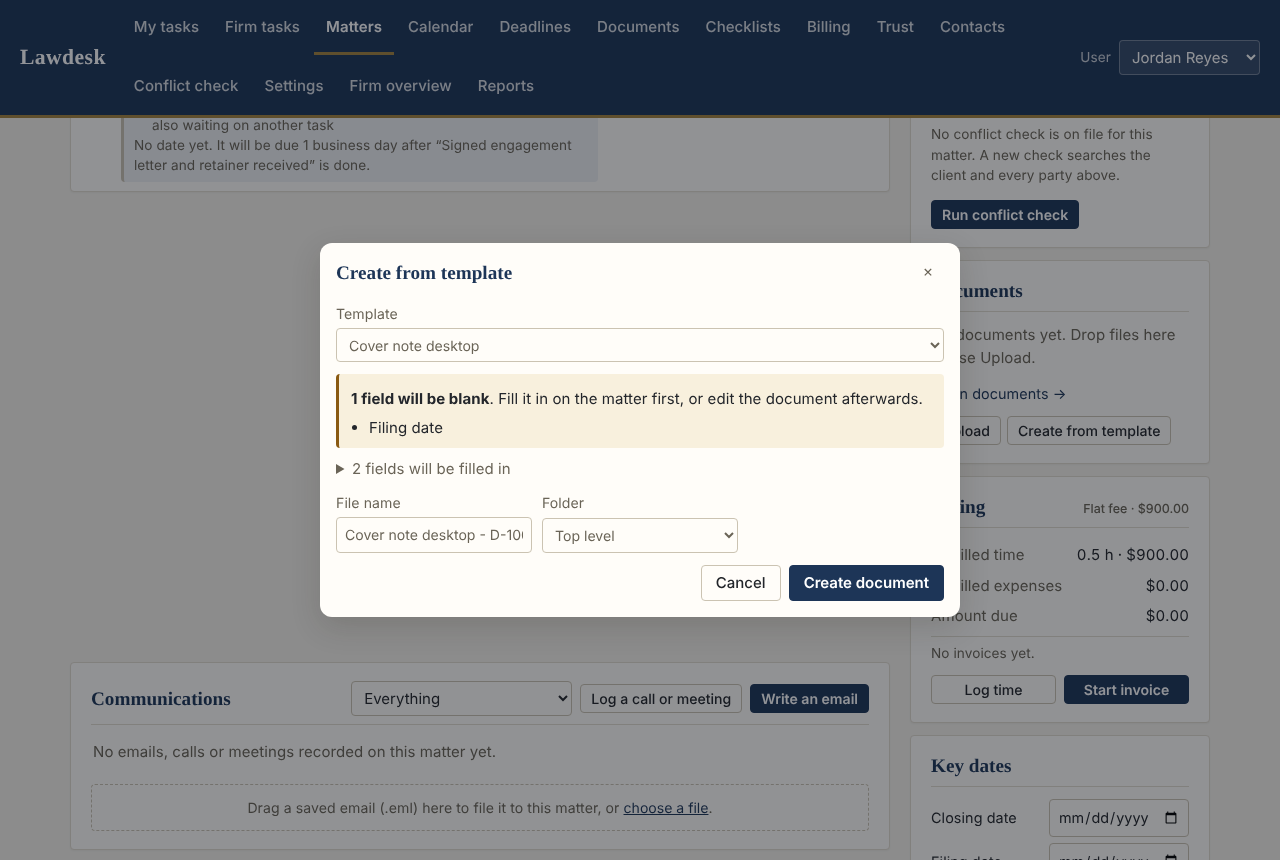 Lawdesk
My tasks Firm tasks Matters Calendar Deadlines Documents Checklists Billing Trust Contacts
Conflict check Settings Firm overview Reports
User Jordan Reyes
also waiting on another task
No date yet. It will be due 1 business day after “Signed engagement
letter and retainer received” is done.
No conflict check is on file for this
matter. A new check searches the
client and every party above.
Run conflict check
Create from template ×
Template
Cover note desktop
1 field will be blank. Fill it in on the matter first, or edit the document afterwards.
• Filing date
2 fields will be filled in
File name Folder
Cover note desktop - D-10 Top level
Cancel Create document
documents yet. Drop files here
documents →
Create from template
Flat fee · $900.00
0.5 h · $900.00
$0.00
Amount due $0.00
No invoices yet.
Log time Start invoice
Communications Everything Log a call or meeting Write an email
No emails, calls or meetings recorded on this matter yet.
Drag a saved email (.eml) here to file it to this matter, or choose a file.
Key dates
Closing date mm/dd/yyyy
Filing date mm/dd/yyyy